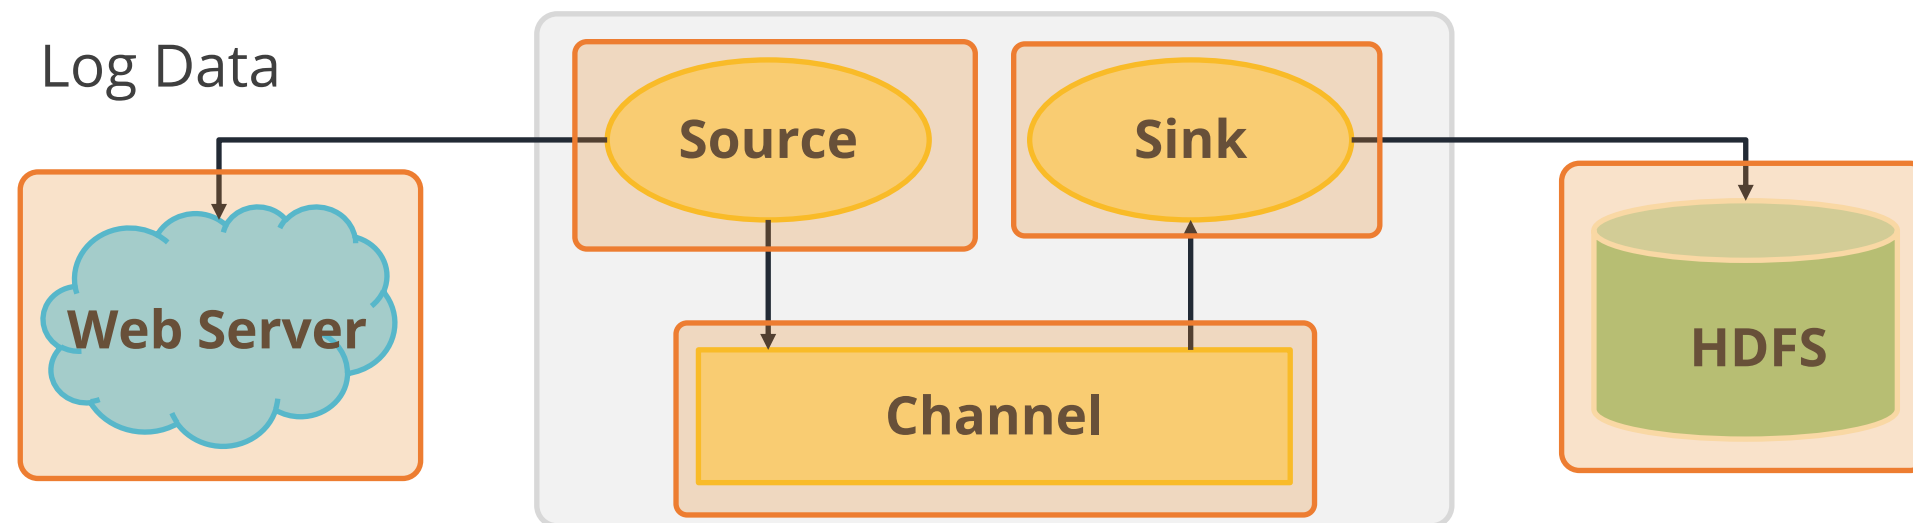 Log Data
Source
Sink
Web Server
HDFS
Channel